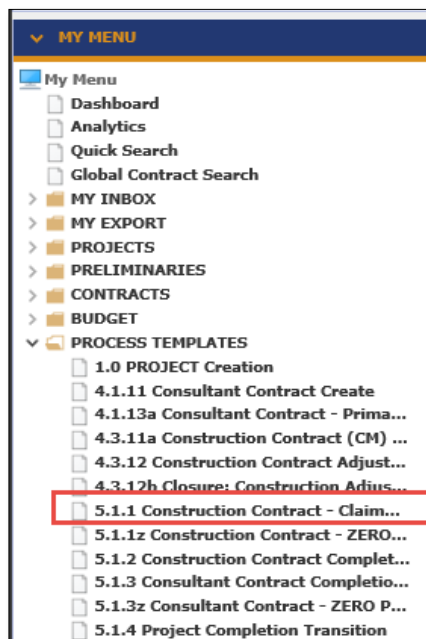 MY MENU
My Menu
Dashboard
Analytics
Quick Search
Global Contract Search
MY INBOX
MY EXPORT
PROJECTS
PRELIMINARIES
CONTRACTS
BUDGET
PROCESS TEMPLATES
1.0 PROJECT Creation
4.1.11 Consultant Contract Create
4.1.13a Consultant Contract - Prima...
4.3.11a Construction Contract (CM) ...
4.3.12 Construction Contract Adjust...
4.3.12b Closure: Construction Adjus...
5.1.1 Construction Contract - Claim...
5.1.1z Construction Contract - ZERO...
5.1.2 Construction Contract Complet...
5.1.3 Consultant Contract Completio...
5.1.3z Consultant Contract - ZERO P...
5.1.4 Project Completion Transition